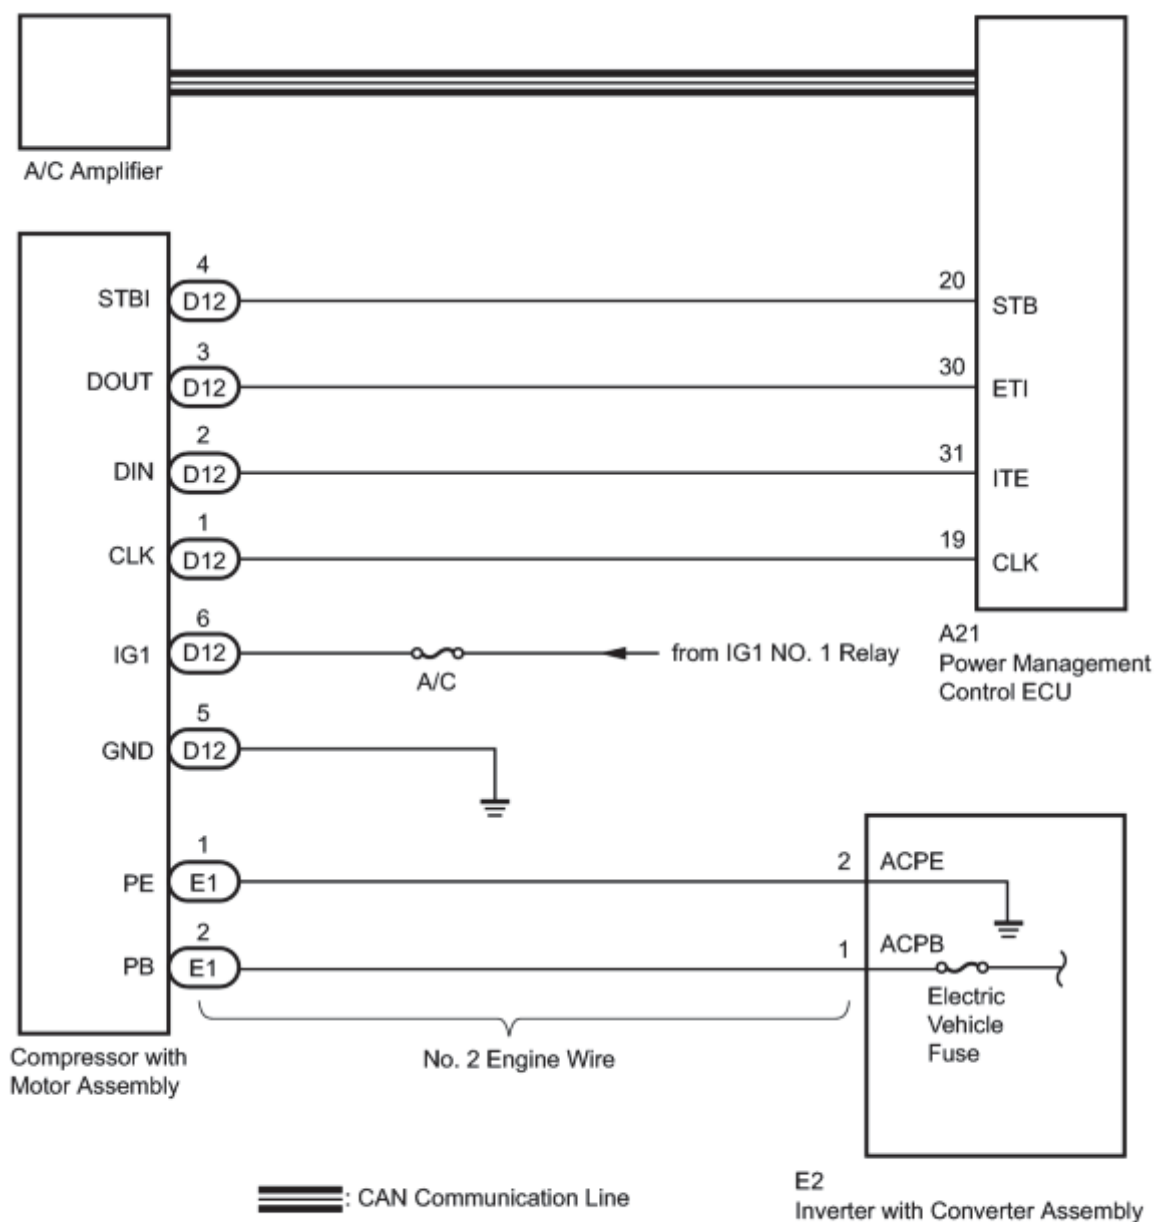 A/C Amplifier
4
STBI
D12
20
STB
3
DOUT
D12
30
ETI
2
DIN
D12
31
ITE
1
CLK
D12
19
CLK
6
IG1
D12
A/C
from IG1 NO. 1 Relay
A21
Power Management
Control ECU
5
GND
D12
1
PE
E1
2
ACPE
2
PB
E1
1
ACPB
Electric
Vehicle
Fuse
Compressor with
Motor Assembly
No. 2 Engine Wire
: CAN Communication Line
E2
Inverter with Converter Assembly